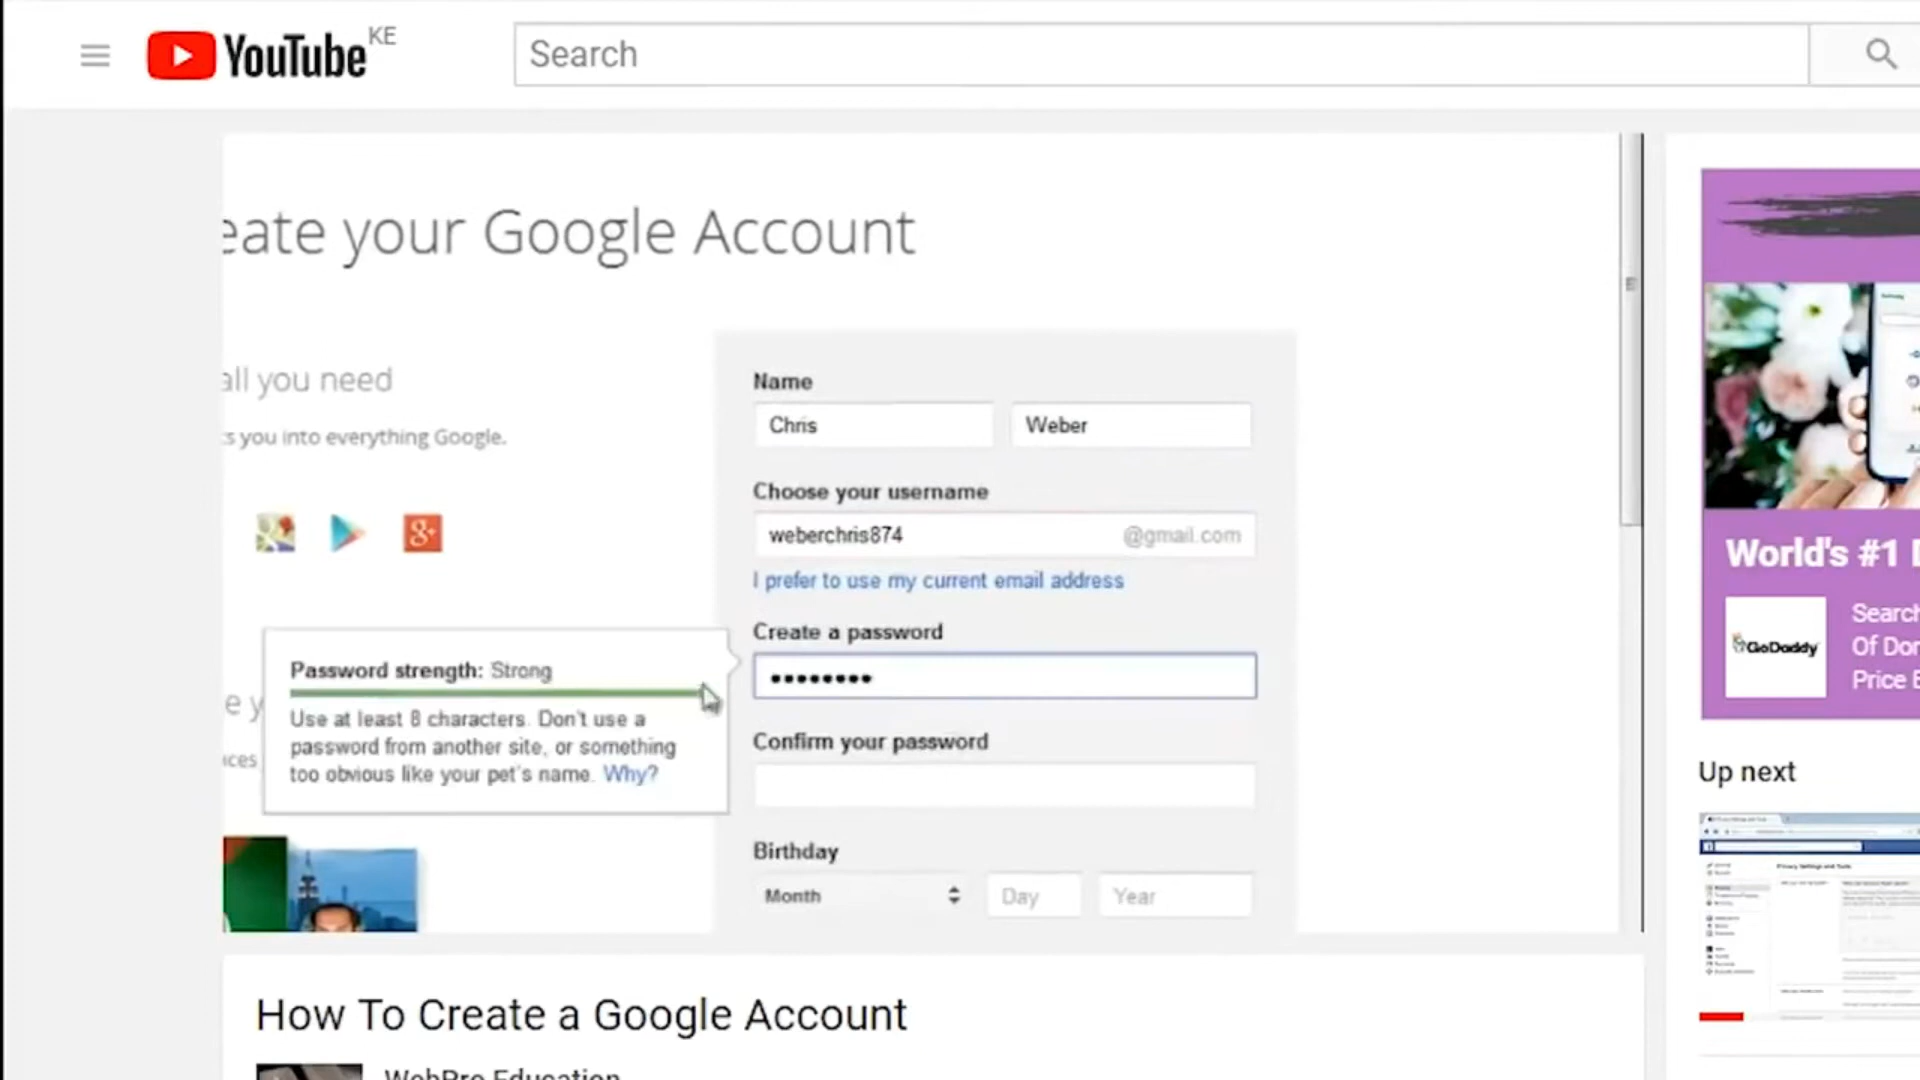 YouTube KE
Search
eate your Google Account
all you need
s you into everything Google.
Name
Chris Weber
Choose your username
weberchris874 @gmail.com
I prefer to use my current email address
Create a password
••••••••
Password strength: Strong
Use at least 8 characters. Don't use a
password from another site, or something
too obvious like your pet's name. Why?
Confirm your password
Birthday
Month Day Year
How To Create a Google Account
WebPro Education
World's #1
GoDaddy
Search
Of Dor
Price
Up next